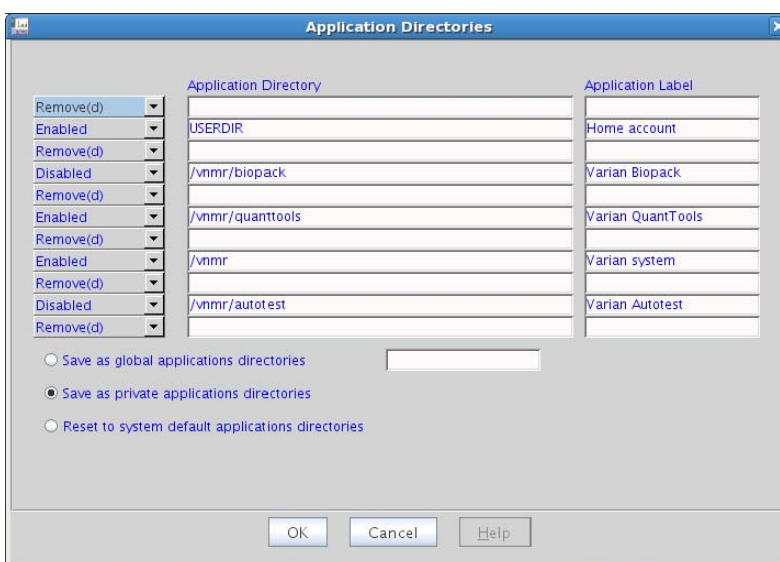 Application Directories
Application Directory Application Label
Remove(d)
Enabled USERDIR Home account
Remove(d)
Disabled /vnmr/biopack Varian Biopack
Remove(d)
Enabled /vnmr/quanttools Varian QuantTools
Remove(d)
Enabled /vnmr Varian system
Remove(d)
Disabled /vnmr/autotest Varian Autotest
Remove(d)
Save as global applications directories
Save as private applications directories
Reset to system default applications directories
OK Cancel Help